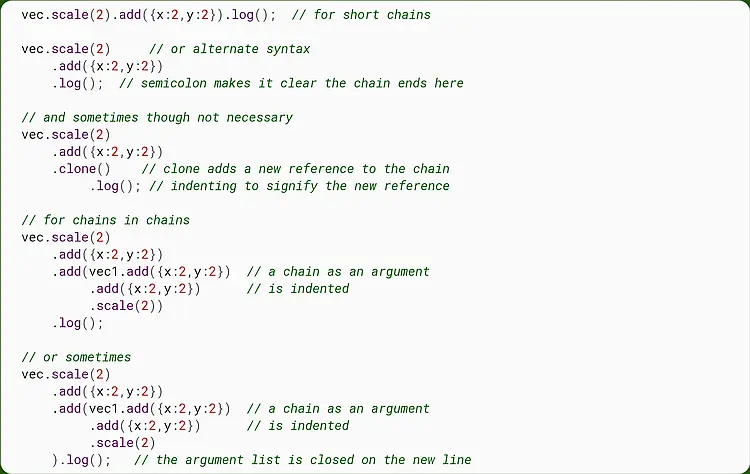 vec.scale(2).add({x:2,y:2}).log();  // for short chains

vec.scale(2)     // or alternate syntax
    .add({x:2,y:2})
    .log();  // semicolon makes it clear the chain ends here

// and sometimes though not necessary
vec.scale(2)
    .add({x:2,y:2})
    .clone()    // clone adds a new reference to the chain
         .log(); // indenting to signify the new reference

// for chains in chains
vec.scale(2)
    .add({x:2,y:2})
    .add(vec1.add({x:2,y:2})  // a chain as an argument
         .add({x:2,y:2})      // is indented
         .scale(2))
    .log();

// or sometimes
vec.scale(2)
    .add({x:2,y:2})
    .add(vec1.add({x:2,y:2})  // a chain as an argument
         .add({x:2,y:2})      // is indented
         .scale(2)
    ).log();   // the argument list is closed on the new line